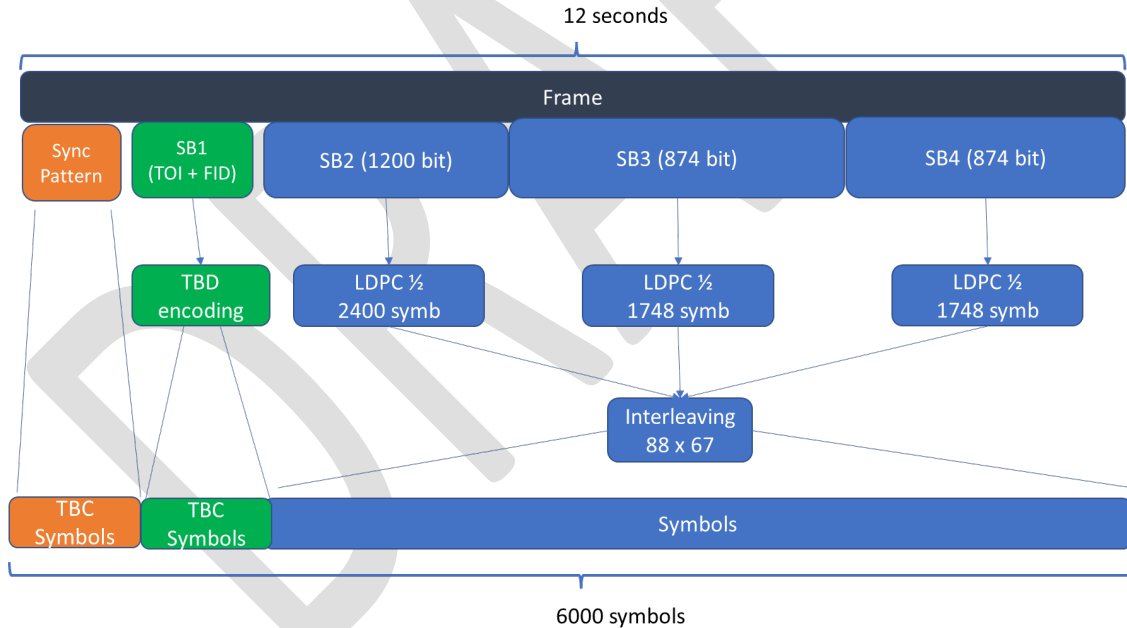 12 seconds
Frame
Sync
Pattern
SB1
(TOI + FID)
SB2 (1200 bit)
SB3 (874 bit)
SB4 (874 bit)
TBD
encoding
LDPC ½
2400 symb
LDPC ½
1748 symb
LDPC ½
1748 symb
Interleaving
88 x 67
TBC
Symbols
TBC
Symbols
Symbols
6000 symbols